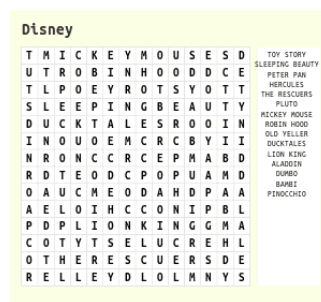 Disney
T M I C K E Y M O U S E S D
U T R O B I N H O O D D C E
T L P O E Y R O T S Y O T T
S L E E P I N G B E A U T Y
D U C K T A L E S R O O I N
I N O U O E M C R C B Y I I
N R O N C C R C E P M A B D
R D T E O D C P O P U A M D
O A U C M E O D A H D P A A
A E L O I H C C O N I P B L
P D P L I O N K I N G G M A
C O T Y T S E L U C R E H L
O T H E R E S C U E R S D E
R E L L E Y D L O L M N Y S
TOY STORY
SLEEPING BEAUTY
PETER PAN
HERCULES
THE RESCUERS
PLUTO
MICKEY MOUSE
ROBIN HOOD
OLD YELLER
DUCKTALES
LION KING
ALADDIN
DUMBO
BAMBI
PINOCCHIO